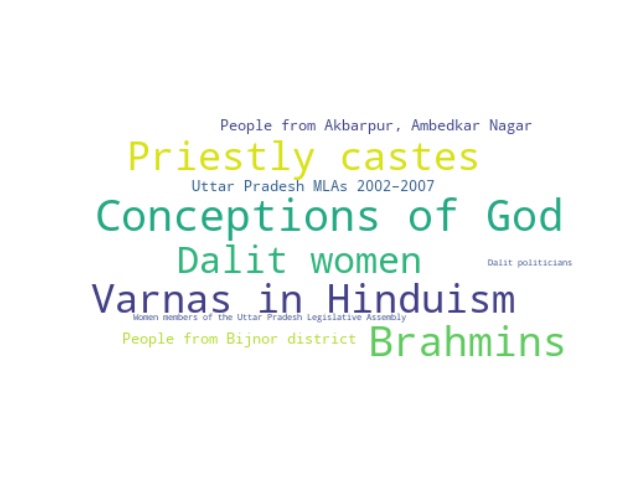 People from Akbarpur, Ambedkar Nagar
Priestly castes
Uttar Pradesh MLAs 2002–2007
Conceptions of God
Dalit women
Dalit politicians
Varnas in Hinduism
Women members of the Uttar Pradesh Legislative Assembly
People from Bijnor district
Brahmins